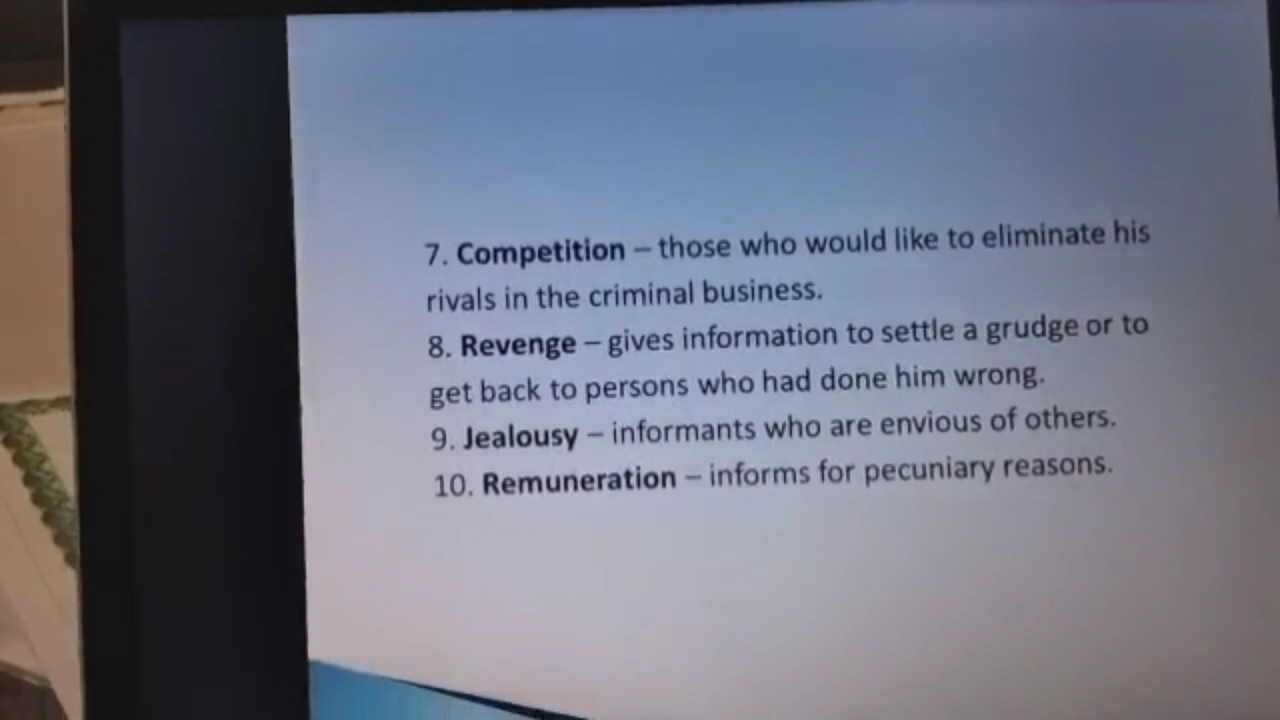 7. Competition – those who would like to eliminate his
rivals in the criminal business.
8. Revenge – gives information to settle a grudge or to
get back to persons who had done him wrong.
9. Jealousy – informants who are envious of others.
10. Remuneration – informs for pecuniary reasons.